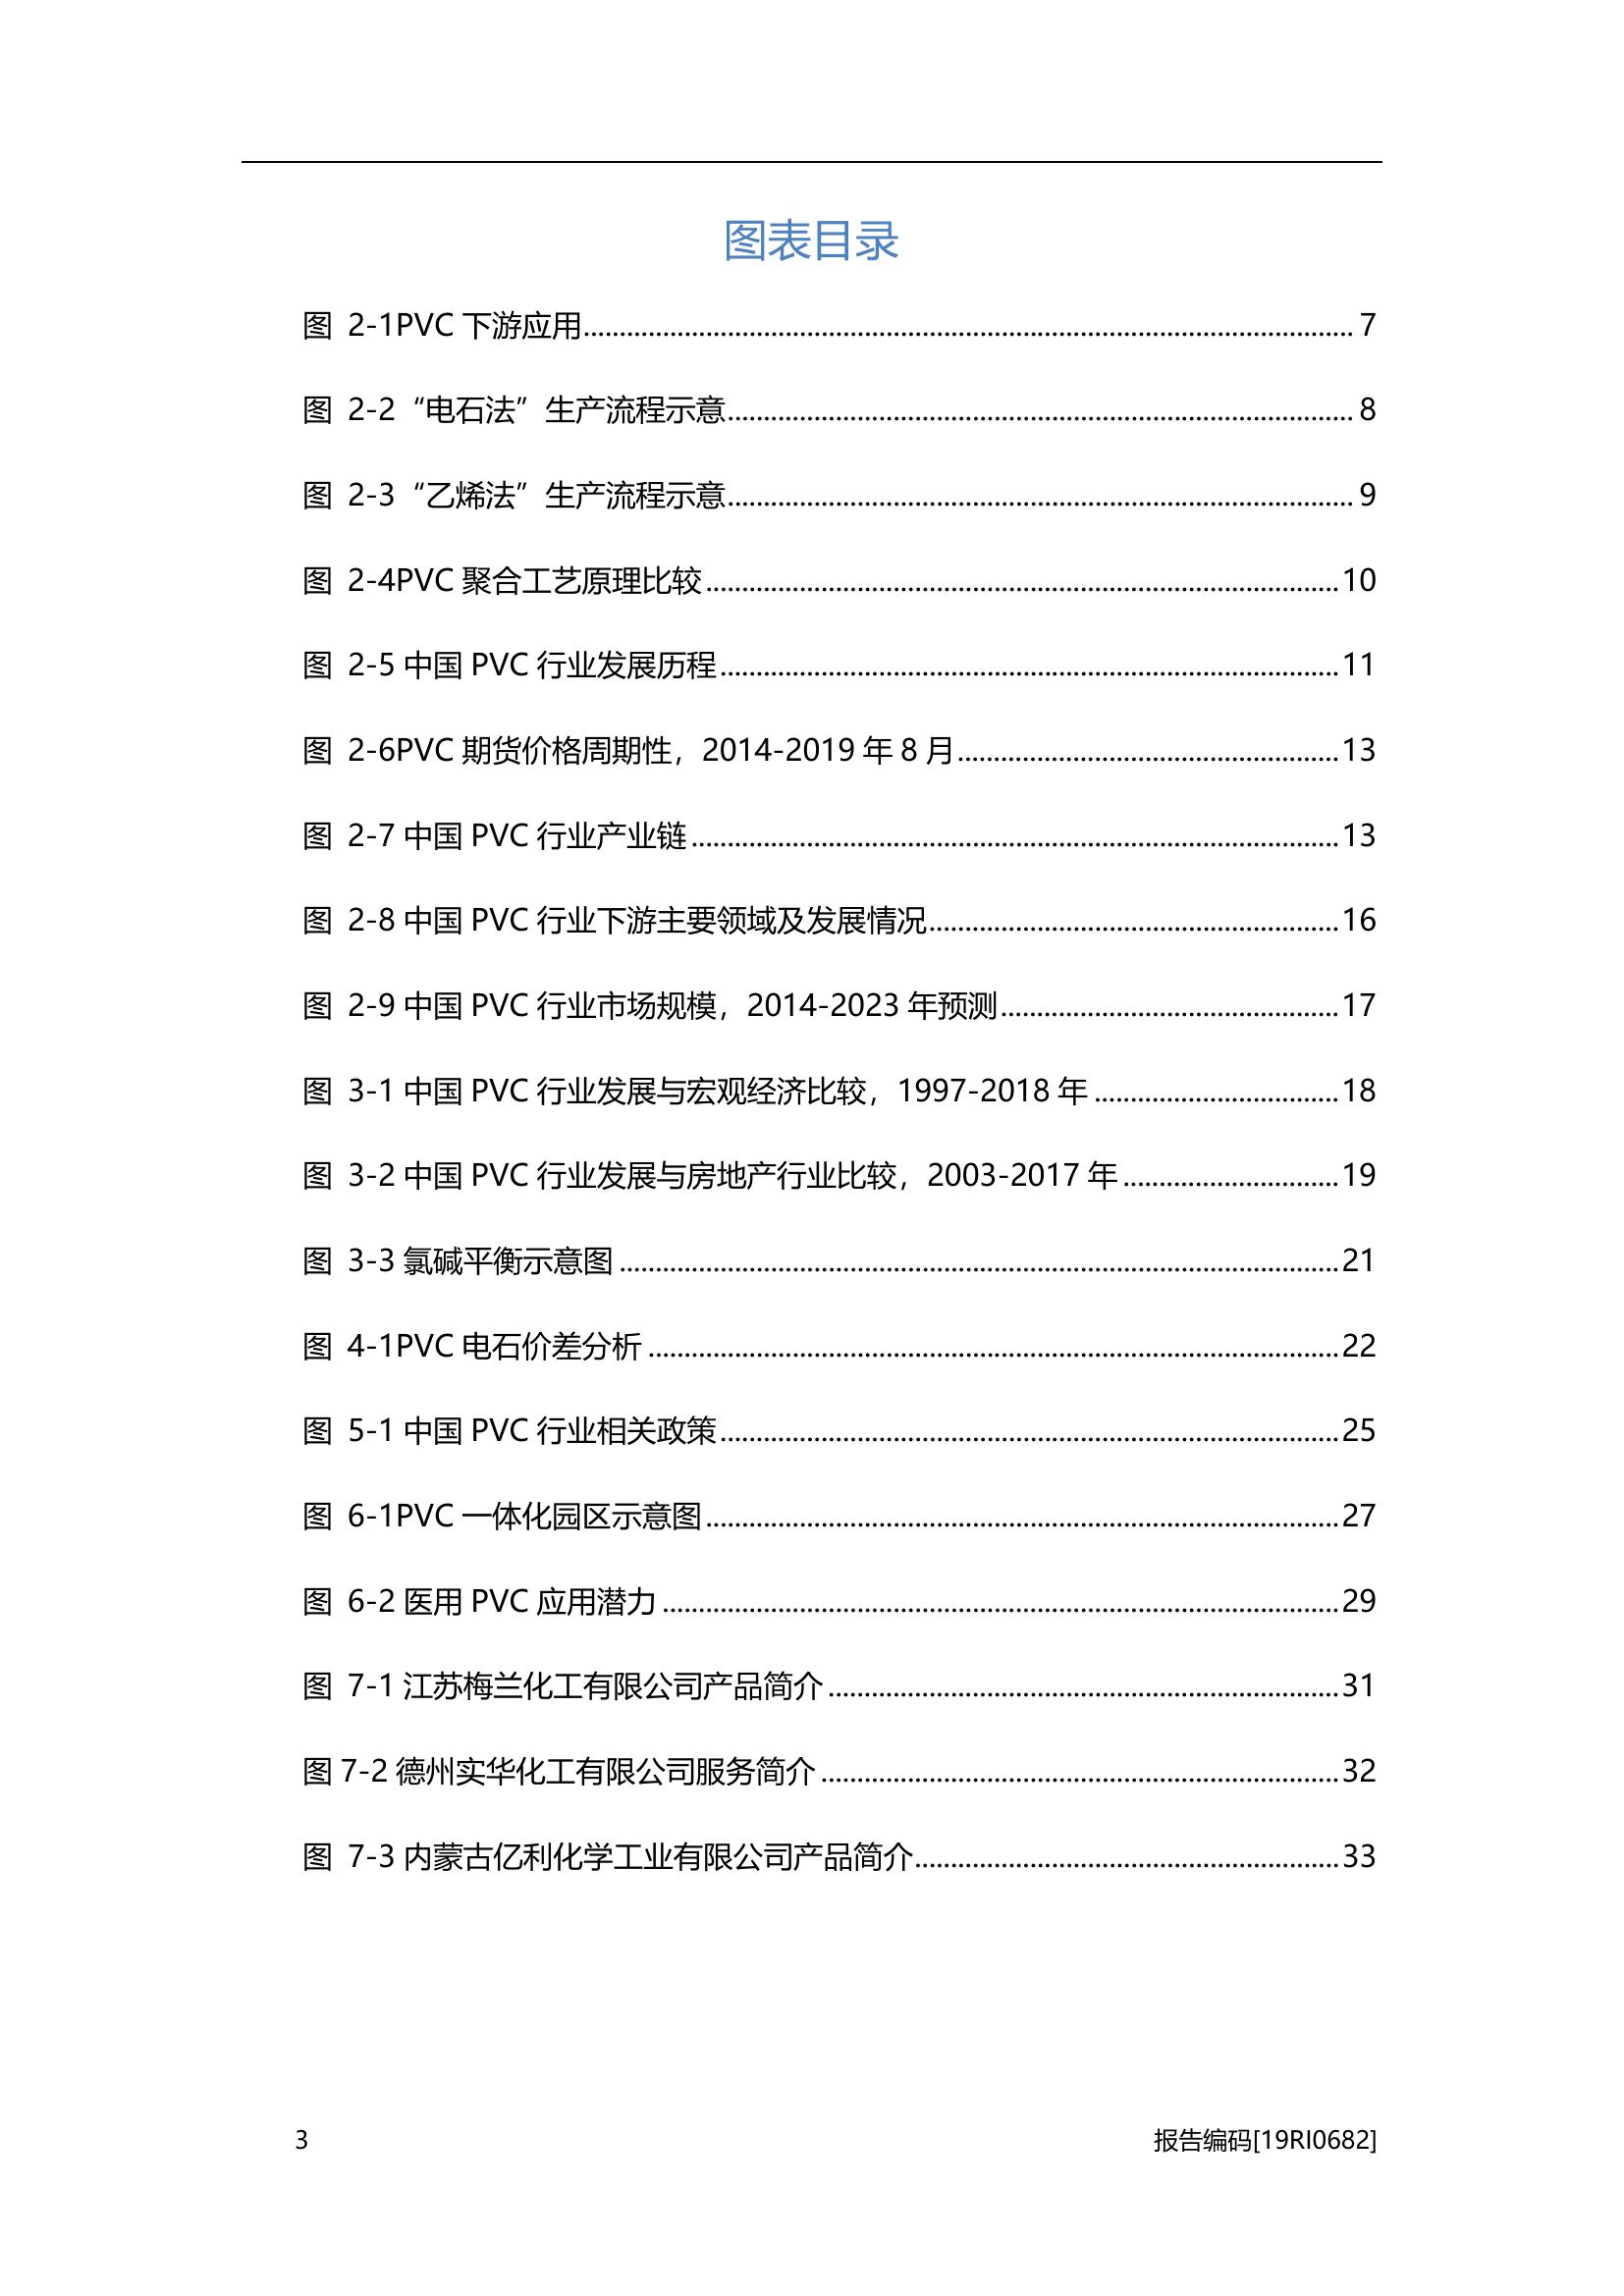 图表目录
图 2-1PVC 下游应用 7
图 2-2“电石法”生产流程示意 8
图 2-3“乙烯法”生产流程示意 9
图 2-4PVC 聚合工艺原理比较 10
图 2-5 中国 PVC 行业发展历程 11
图 2-6PVC 期货价格周期性，2014-2019 年 8 月 13
图 2-7 中国 PVC 行业产业链 13
图 2-8 中国 PVC 行业下游主要领域及发展情况 16
图 2-9 中国 PVC 行业市场规模，2014-2023 年预测 17
图 3-1 中国 PVC 行业发展与宏观经济比较，1997-2018 年 18
图 3-2 中国 PVC 行业发展与房地产行业比较，2003-2017 年 19
图 3-3 氯碱平衡示意图 21
图 4-1PVC 电石价差分析 22
图 5-1 中国 PVC 行业相关政策 25
图 6-1PVC 一体化园区示意图 27
图 6-2 医用 PVC 应用潜力 29
图 7-1 江苏梅兰化工有限公司产品简介 31
图 7-2 德州实华化工有限公司服务简介 32
图 7-3 内蒙古亿利化学工业有限公司产品简介 33
3 报告编码[19RI0682]